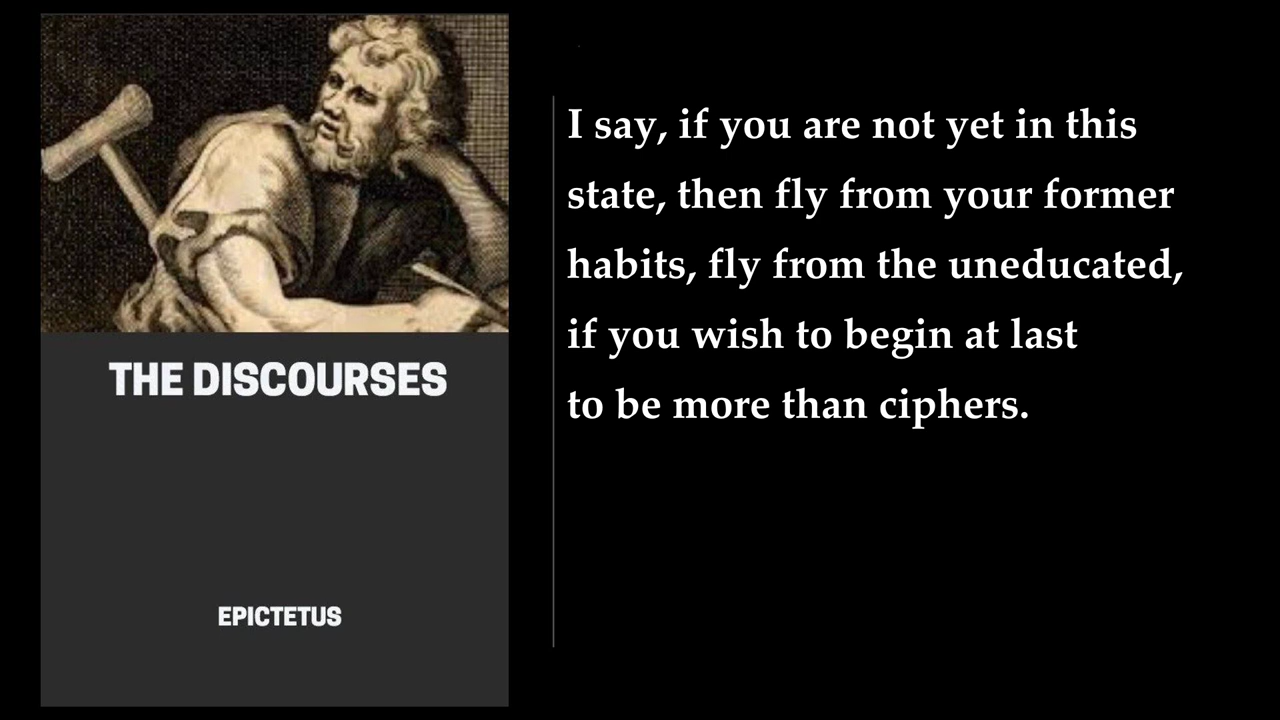 THE DISCOURSES
EPICTETUS
I say, if you are not yet in this
state, then fly from your former
habits, fly from the uneducated,
if you wish to begin at last
to be more than ciphers.